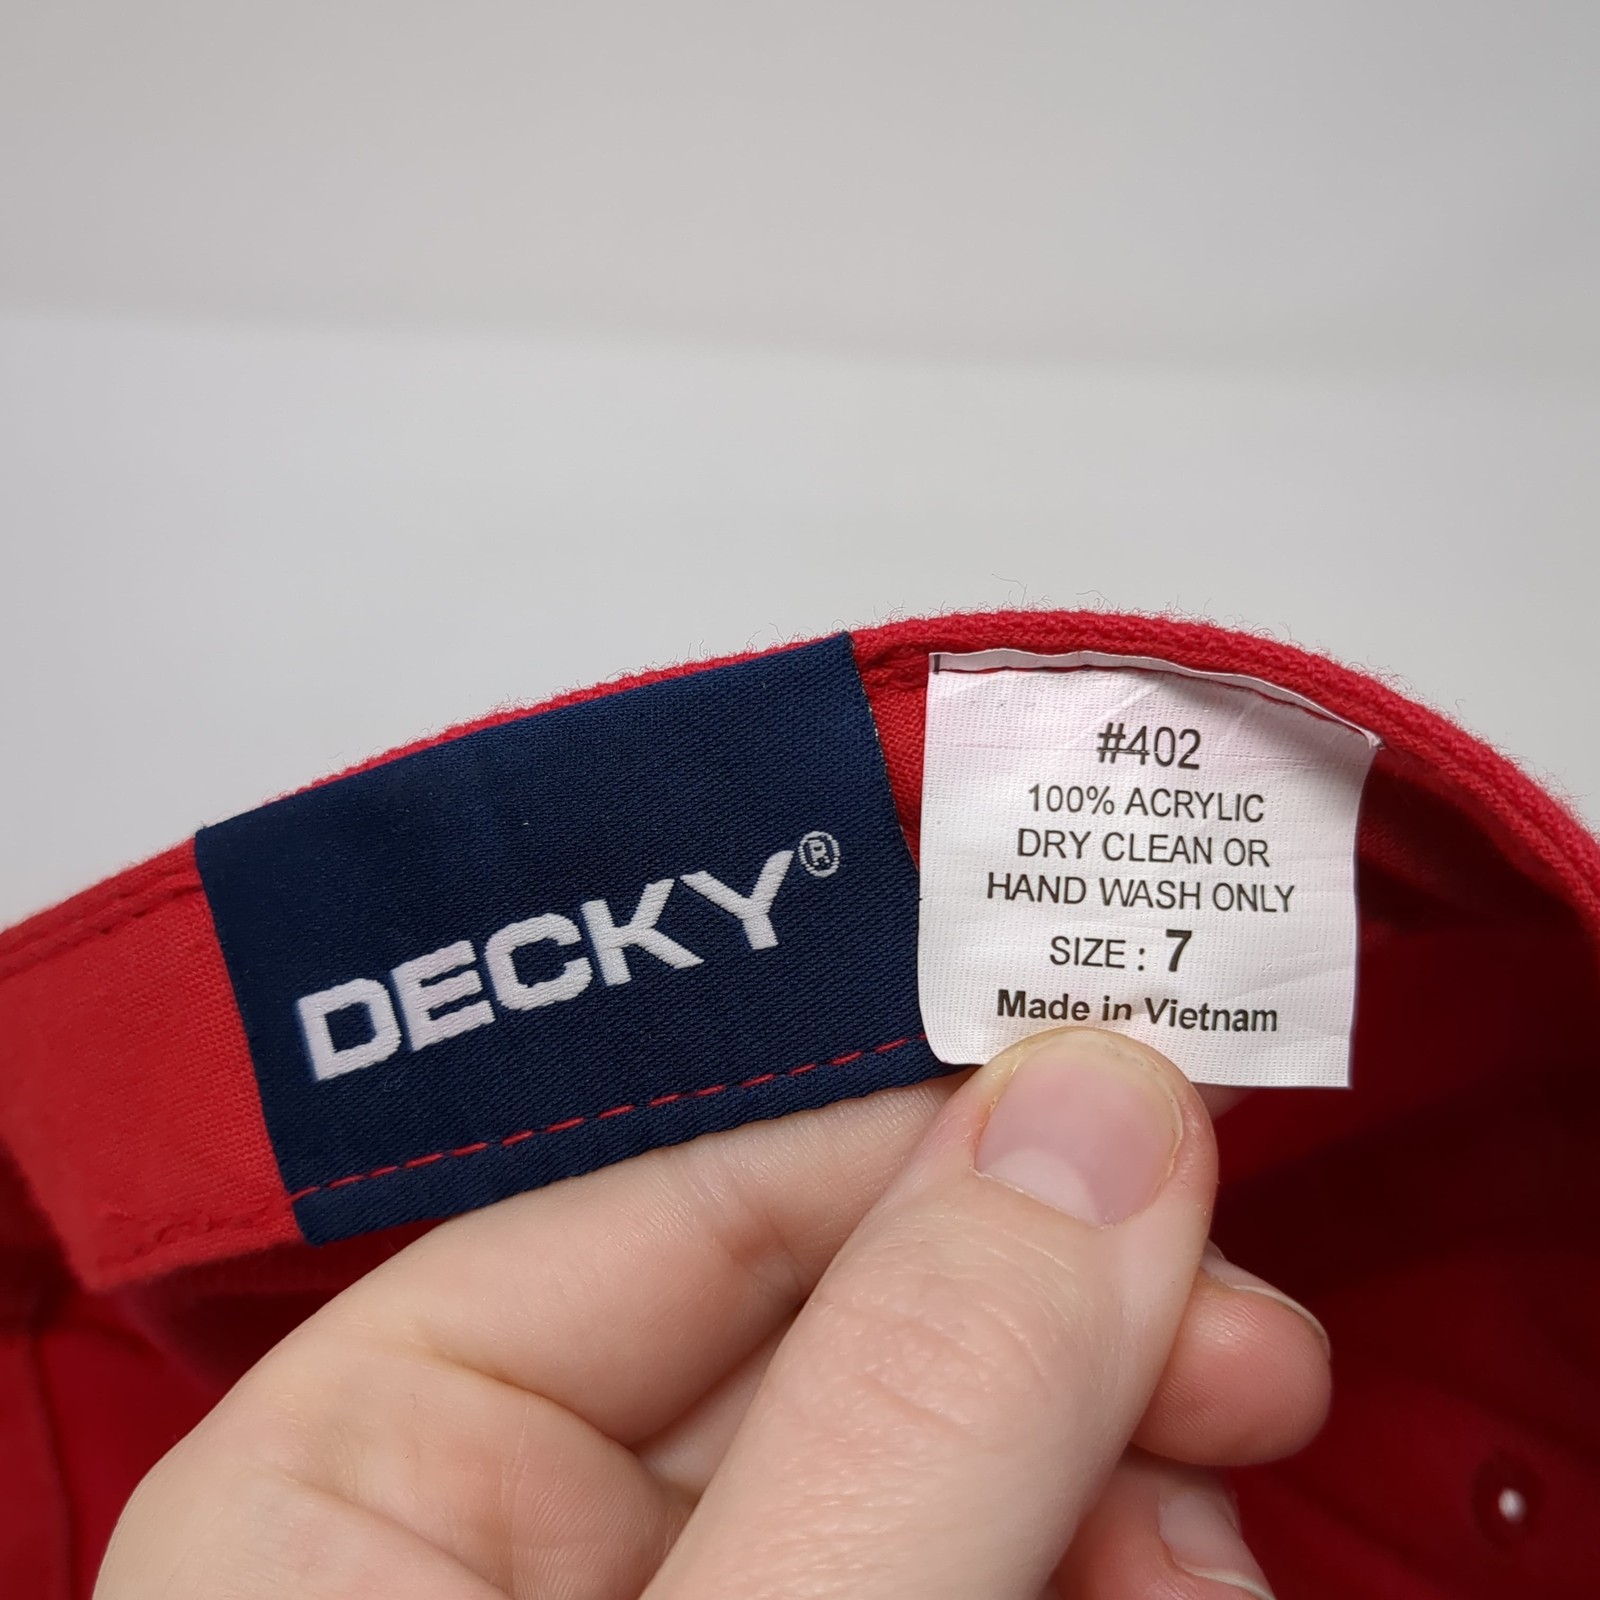 DECKY®
#402
100% ACRYLIC
DRY CLEAN OR
HAND WASH ONLY
SIZE : 7
Made in Vietnam